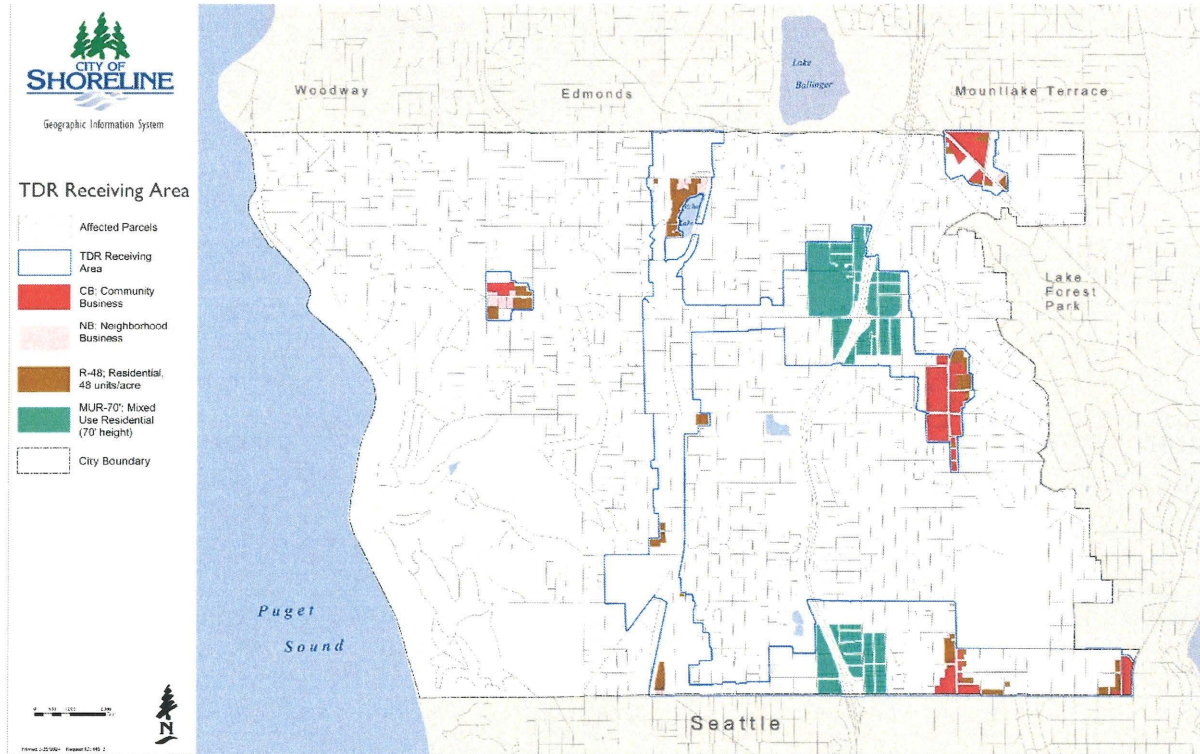 CITY OF
SHORELINE
Geographic Information System
TDR Receiving Area
Affected Parcels
TDR Receiving
Area
CB: Community
Business
NB: Neighborhood
Business
R-48; Residential,
48 units/acre
MUR-70': Mixed
Use Residential
(70' height)
City Boundary
N
Woodway
Edmonds
Lake
Ballinger
Mountlake Terrace
Lake
Forest
Park
Puget
Sound
Seattle